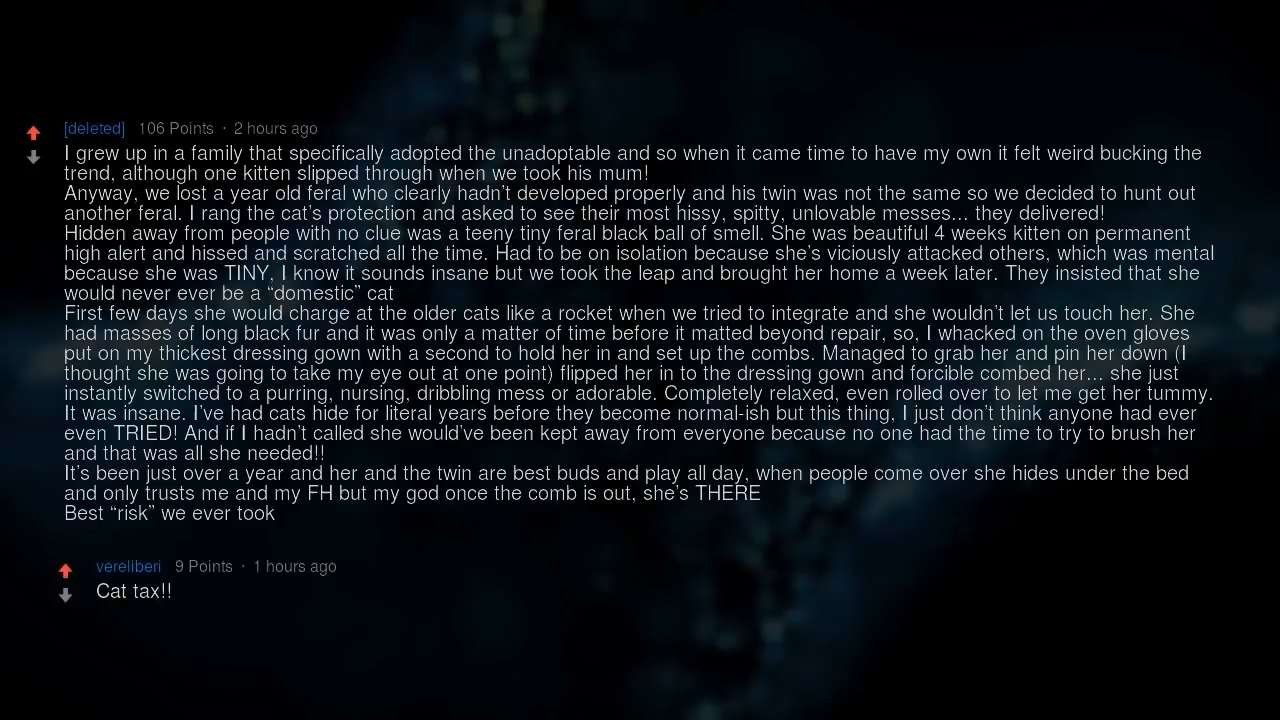 [deleted] 106 Points · 2 hours ago
I grew up in a family that specifically adopted the unadoptable and so when it came time to have my own it felt weird bucking the
trend, although one kitten slipped through when we took his mum!
Anyway, we lost a year old feral who clearly hadn't developed properly and his twin was not the same so we decided to hunt out
another feral. I rang the cat's protection and asked to see their most hissy, spitty, unlovable messes... they delivered!
Hidden away from people with no clue was a teeny tiny feral black ball of smell. She was beautiful 4 weeks kitten on permanent
high alert and hissed and scratched all the time. Had to be on isolation because she's viciously attacked others, which was mental
because she was TINY, I know it sounds insane but we took the leap and brought her home a week later. They insisted that she
would never ever be a “domestic” cat
First few days she would charge at the older cats like a rocket when we tried to integrate and she wouldn't let us touch her. She
had masses of long black fur and it was only a matter of time before it matted beyond repair, so, I whacked on the oven gloves
put on my thickest dressing gown with a second to hold her in and set up the combs. Managed to grab her and pin her down (I
thought she was going to take my eye out at one point) flipped her in to the dressing gown and forcible combed her... she just
instantly switched to a purring, nursing, dribbling mess or adorable. Completely relaxed, even rolled over to let me get her tummy.
It was insane. I've had cats hide for literal years before they become normal-ish but this thing, I just don't think anyone had ever
even TRIED! And if I hadn't called she would've been kept away from everyone because no one had the time to try to brush her
and that was all she needed!!
It's been just over a year and her and the twin are best buds and play all day, when people come over she hides under the bed
and only trusts me and my FH but my god once the comb is out, she's THERE
Best “risk” we ever took
vereliberi 9 Points · 1 hours ago
Cat tax!!